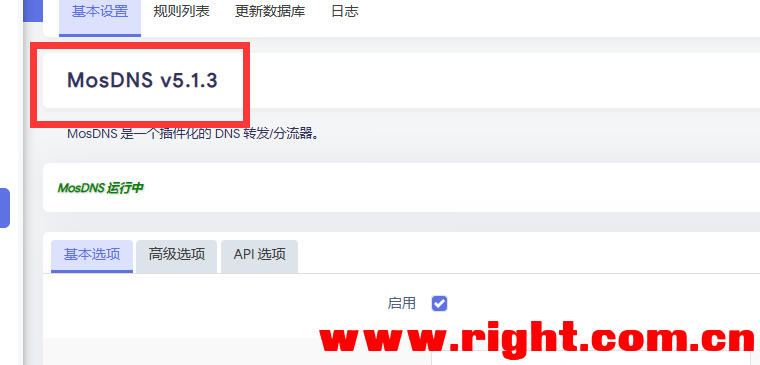 基本设置 规则列表 更新数据库 日志
MosDNS v5.1.3
MosDNS 是一个插件化的 DNS 转发/分流器。
MosDNS 运行中
基本选项 高级选项 API 选项
启用
www.right.com.cn